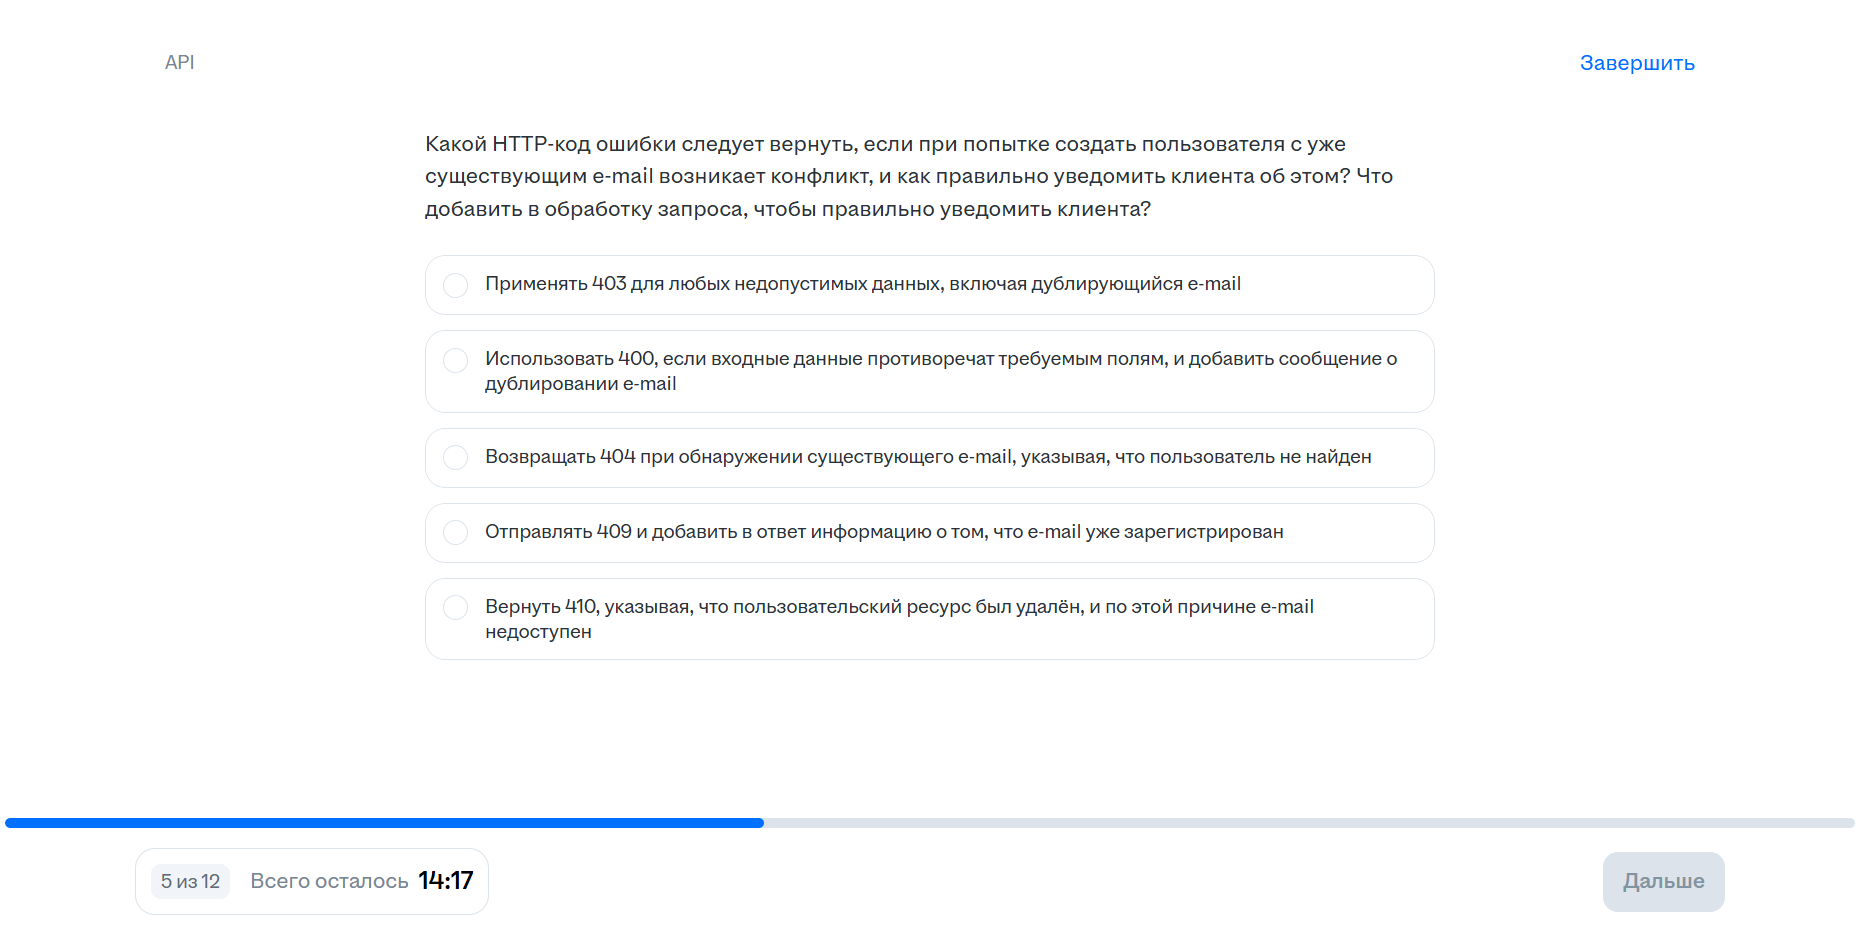 API
Завершить
Какой HTTP-код ошибки следует вернуть, если при попытке создать пользователя с уже
существующим e-mail возникает конфликт, и как правильно уведомить клиента об этом? Что
добавить в обработку запроса, чтобы правильно уведомить клиента?
Применять 403 для любых недопустимых данных, включая дублирующийся e-mail
Использовать 400, если входные данные противоречат требуемым полям, и добавить сообщение о
дублировании e-mail
Возвращать 404 при обнаружении существующего e-mail, указывая, что пользователь не найден
Отправлять 409 и добавить в ответ информацию о том, что e-mail уже зарегистрирован
Вернуть 410, указывая, что пользовательский ресурс был удалён, и по этой причине e-mail
недоступен
5 из 12
Всего осталось 14:17
Дальше